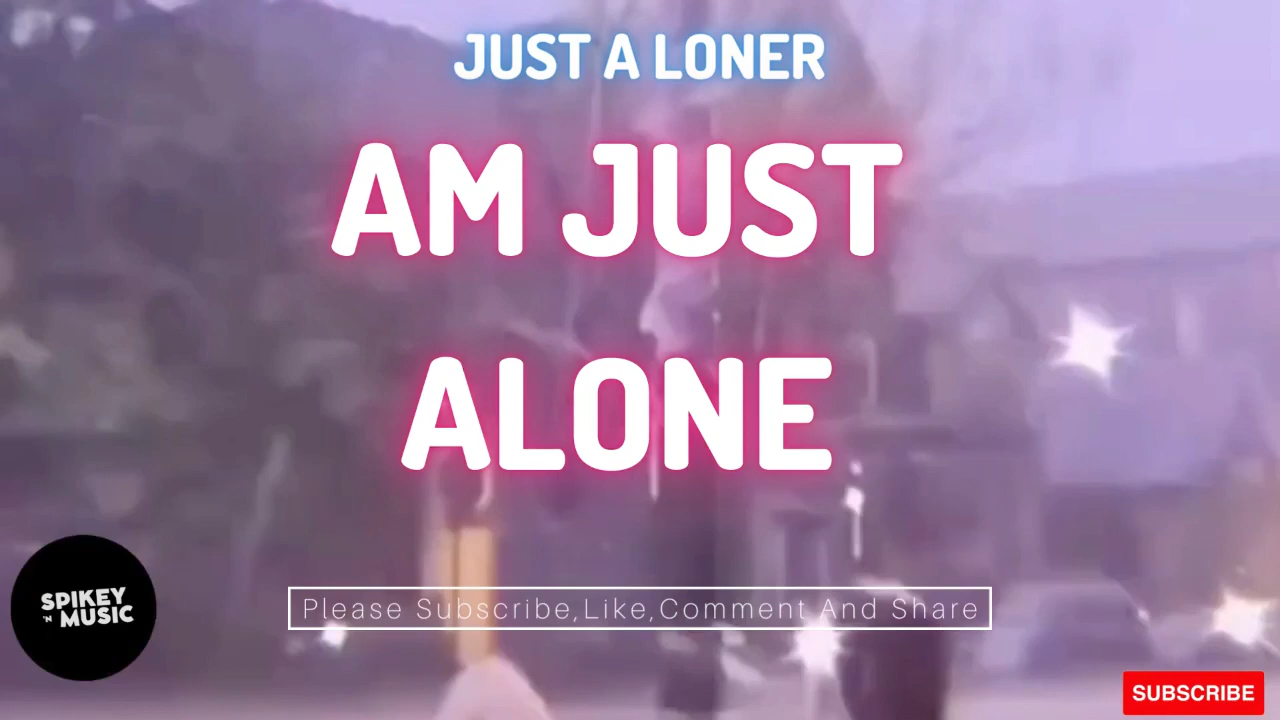 JUST A LONER
AM JUST
ALONE
SPIKEY
'N MUSIC
Please Subscribe,Like,Comment And Share
SUBSCRIBE